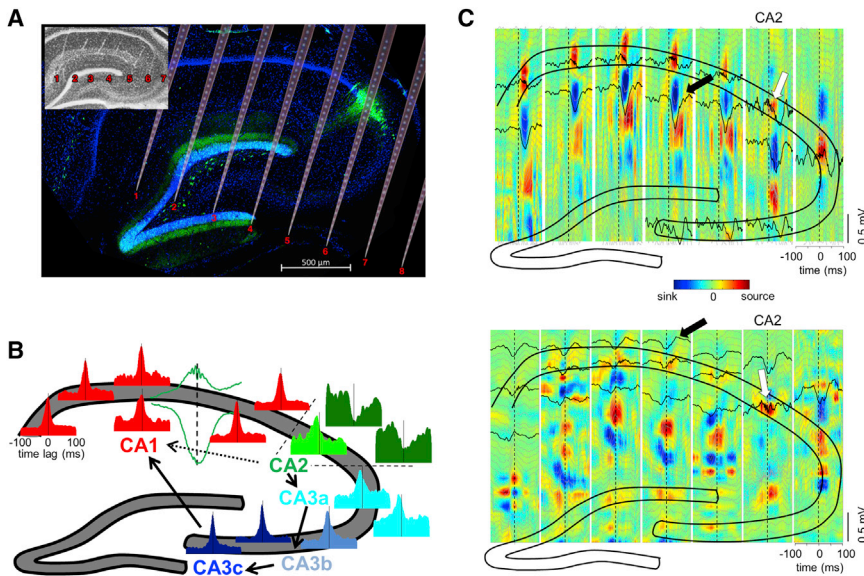 A
1 2 3 4 5 6 7
1
2
3
4
5
6
7
8
500 µm
B
-100 0 100
time lag (ms)
CA1
CA2
CA3a
CA3b
CA3c
C
CA2
0.5 mV
-100 0 100
time (ms)
sink 0 source
CA2
0.5 mV
-100 0 100
time (ms)